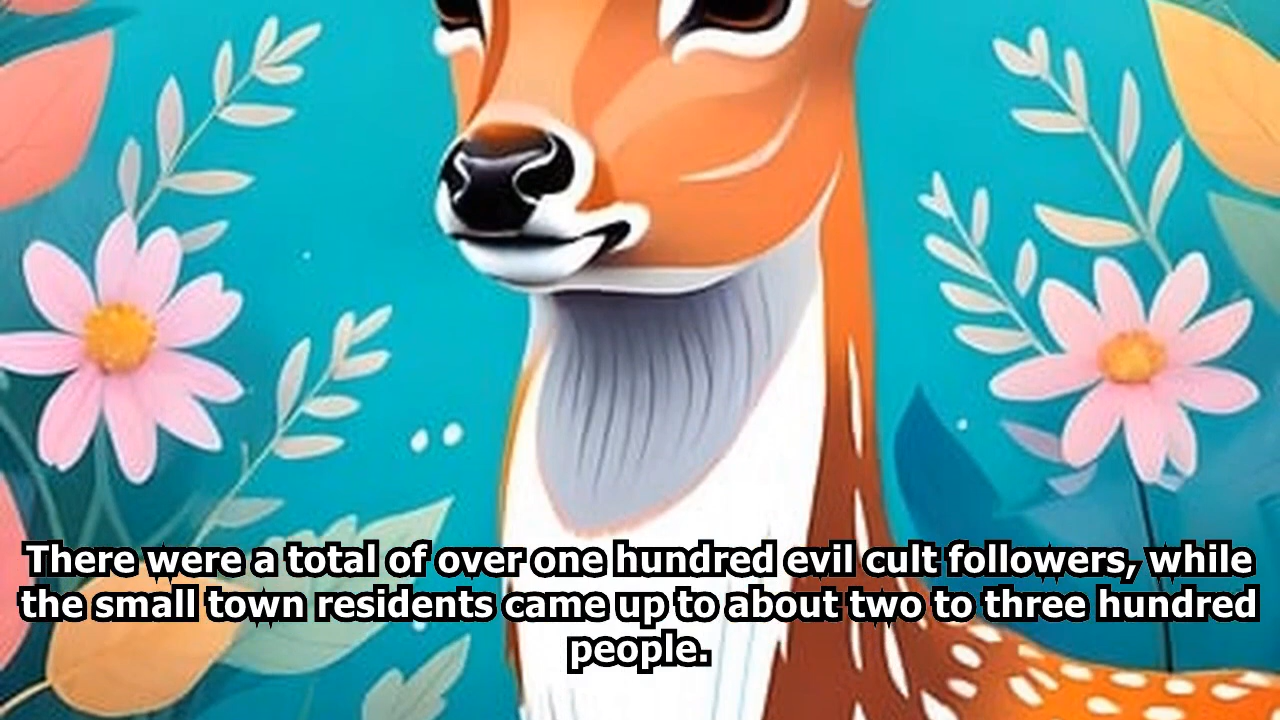 There were a total of over one hundred evil cult followers, while
the small town residents came up to about two to three hundred
people.